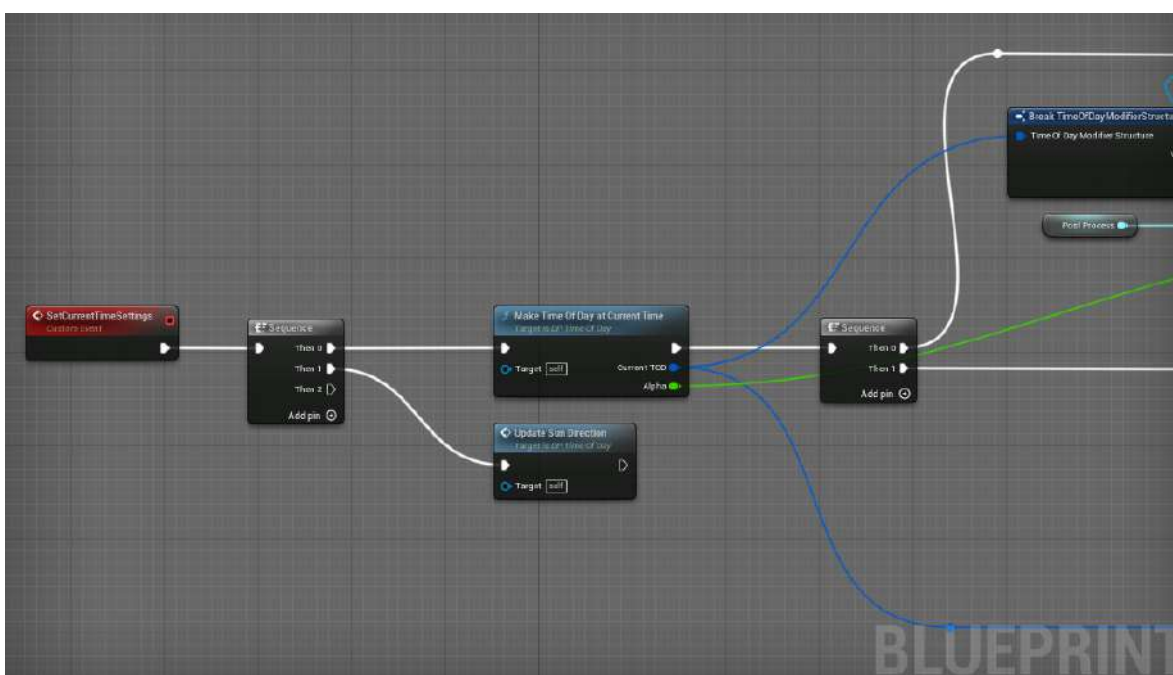 SetCurrentTimeSettings
Custom Event
Sequence
Then 0
Then 1
Then 2
Add pin
Make Time Of Day at Current Time
Target is BP Time Of Day
Target self
Current TOD
Alpha
Update Sun Direction
Target is BP Time Of Day
Target self
Sequence
Then 0
Then 1
Add pin
Break TimeOfDayModifierStructu
Time Of Day Modifier Structure
Post Process
BLUEPRINT